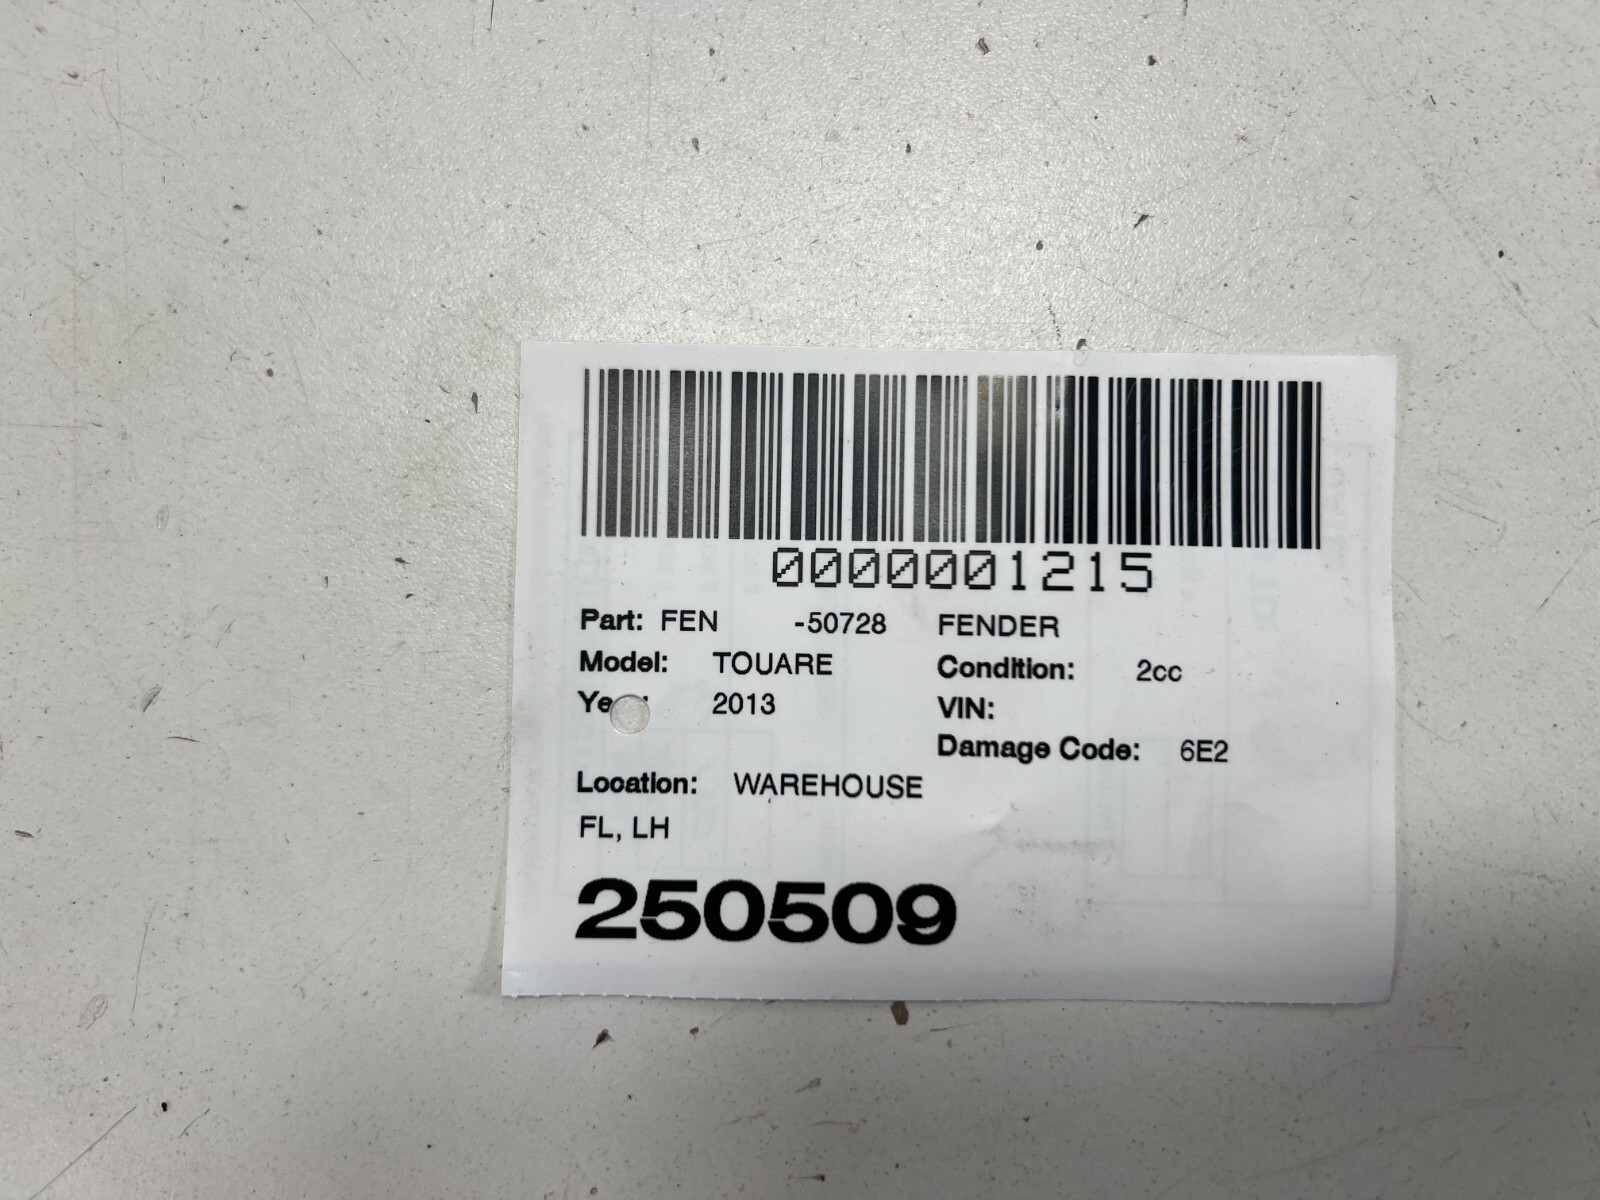 0000001215
Part: FEN -50728 FENDER
Model: TOUARE Condition: 2cc
Year: 2013 VIN:
Damage Code: 6E2
Location: WAREHOUSE
FL, LH
250509